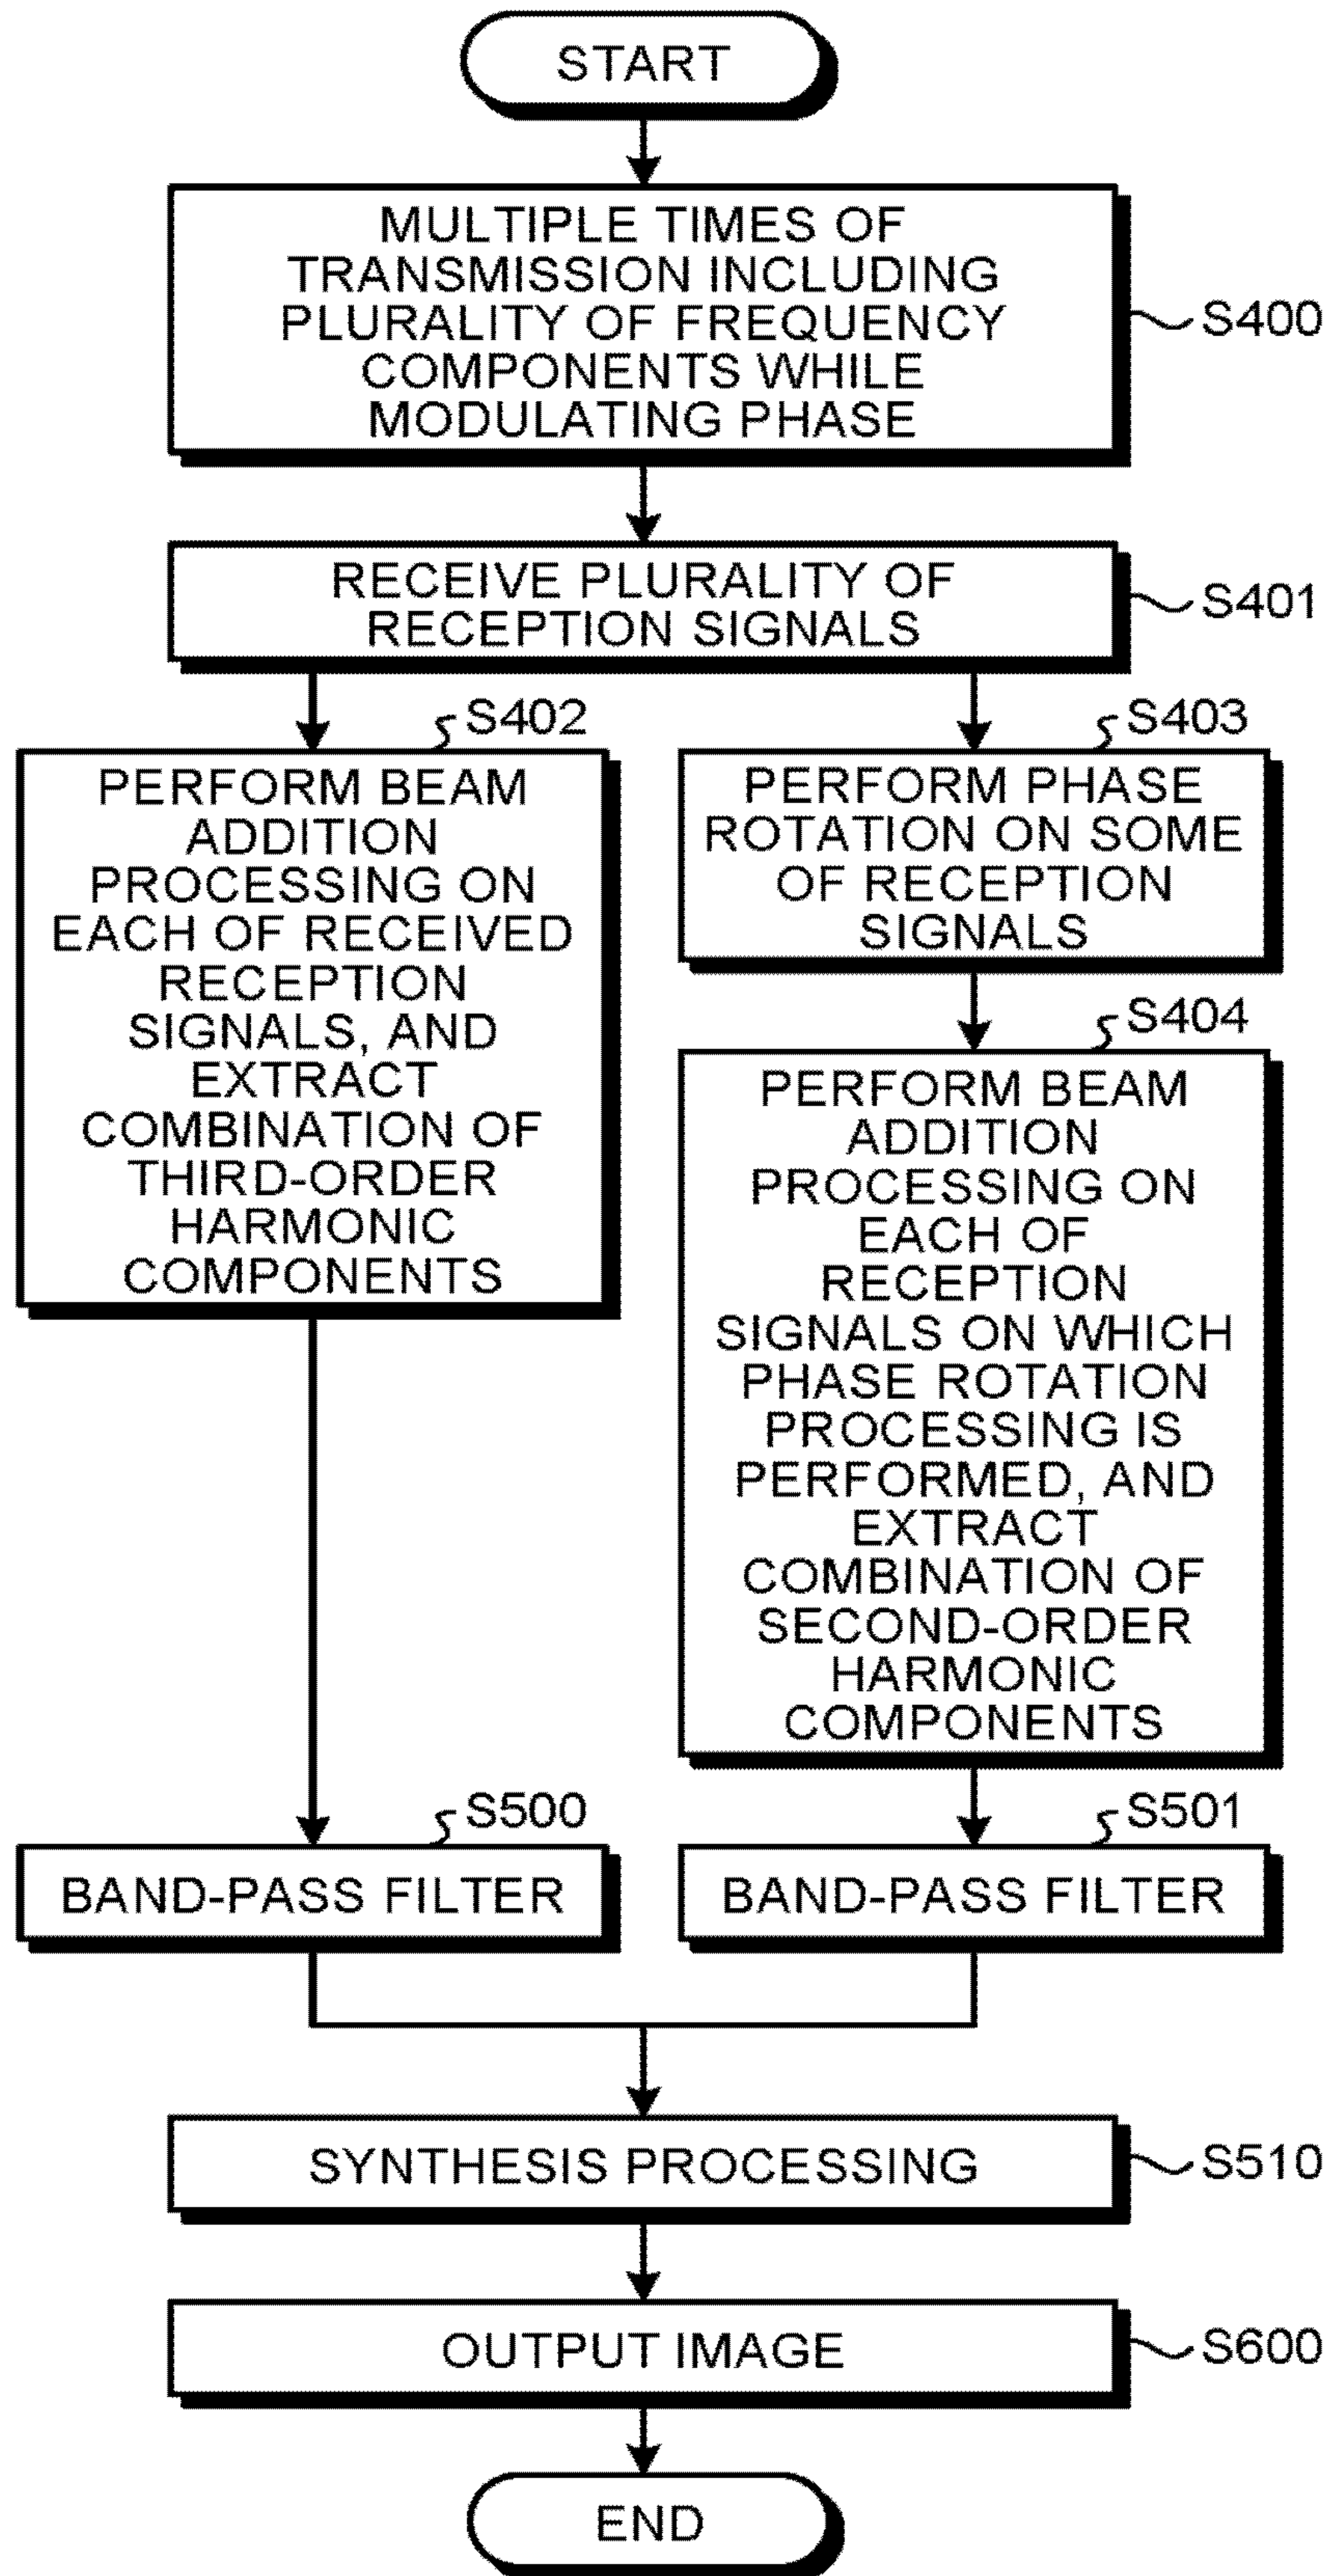 START
MULTIPLE TIMES OF
TRANSMISSION INCLUDING
PLURALITY OF FREQUENCY
COMPONENTS WHILE
MODULATING PHASE
S400
RECEIVE PLURALITY OF
RECEPTION SIGNALS
S401
S402
PERFORM BEAM
ADDITION
PROCESSING ON
EACH OF RECEIVED
RECEPTION
SIGNALS, AND
EXTRACT
COMBINATION OF
THIRD-ORDER
HARMONIC
COMPONENTS
S403
PERFORM PHASE
ROTATION ON SOME
OF RECEPTION
SIGNALS
S404
PERFORM BEAM
ADDITION
PROCESSING ON
EACH OF
RECEPTION
SIGNALS ON WHICH
PHASE ROTATION
PROCESSING IS
PERFORMED, AND
EXTRACT
COMBINATION OF
SECOND-ORDER
HARMONIC
COMPONENTS
S500
BAND-PASS FILTER
S501
BAND-PASS FILTER
SYNTHESIS PROCESSING
S510
OUTPUT IMAGE
S600
END